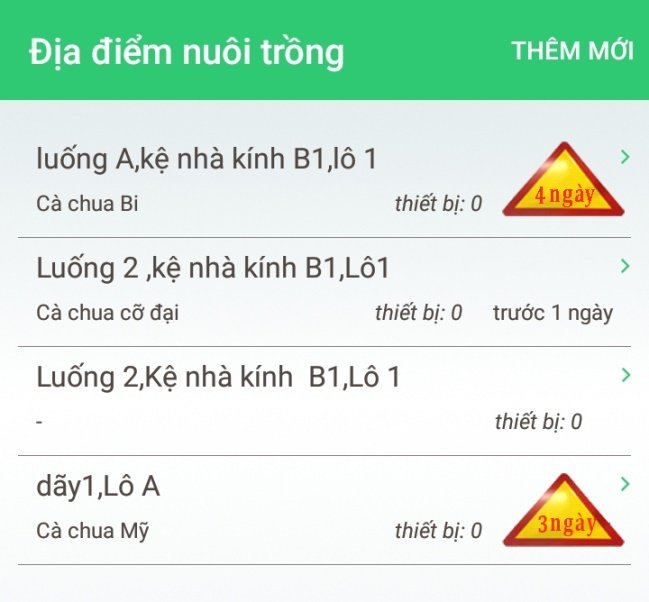 Địa điểm nuôi trồng THÊM MỚI
luống A,kệ nhà kính B1,lô 1
Cà chua Bi thiết bị: 0 4 ngày
Luống 2 ,kệ nhà kính B1,Lô1
Cà chua cỡ đại thiết bị: 0 trước 1 ngày
Luống 2,Kệ nhà kính  B1,Lô 1
- thiết bị: 0
dãy1,Lô A
Cà chua Mỹ thiết bị: 0 3ngày